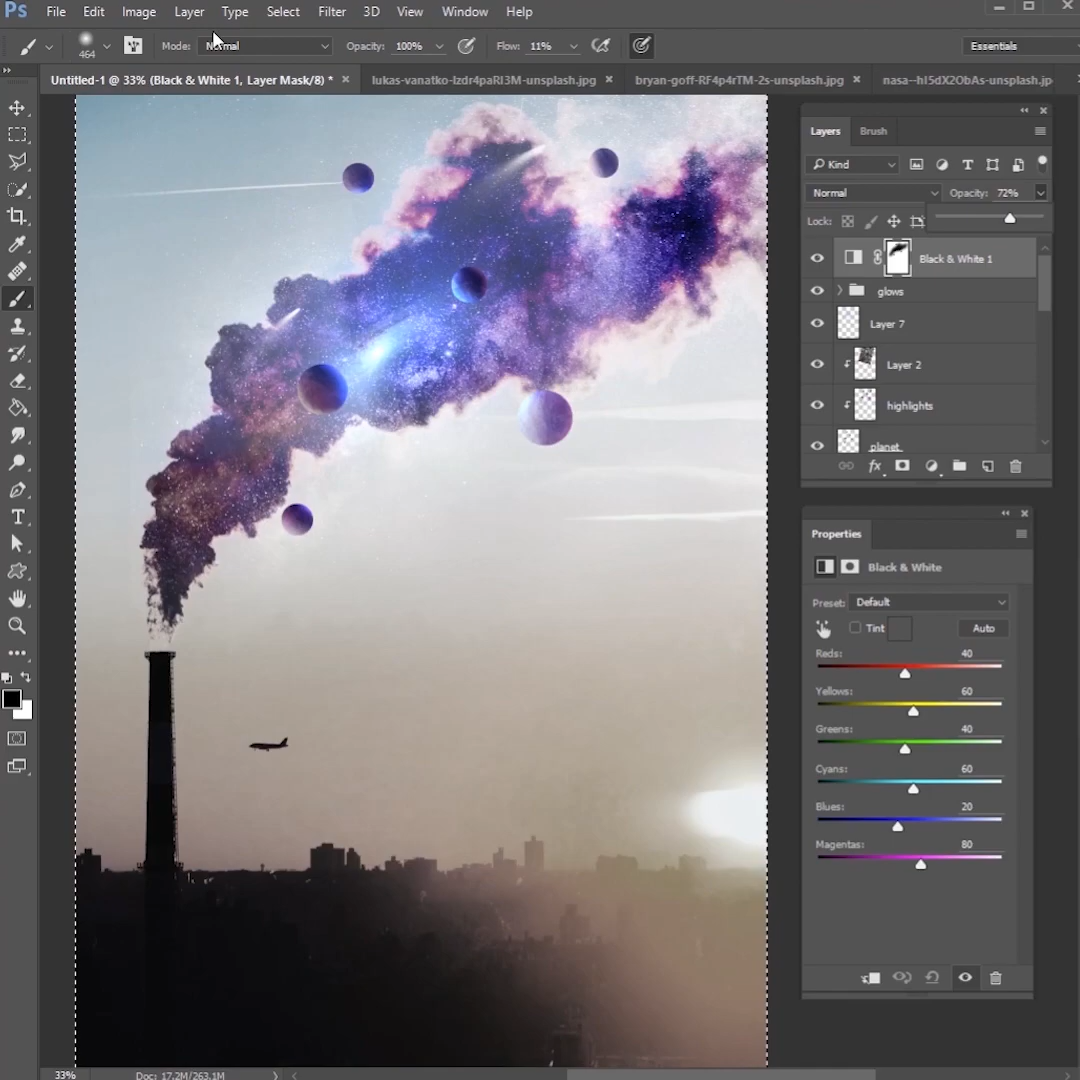 Ps File Edit Image Layer Type Select Filter 3D View Window Help
464 Mode: Normal Opacity: 100% Flow: 11% Essentials
Untitled-1 @ 33% (Black & White 1, Layer Mask/8) * × lukas-vanatko-lzdr4paRI3M-unsplash.jpg × bryan-goff-RF4p4rTM-2s-unsplash.jpg × nasa--hI5dX2ObAs-unsplash.jp
Layers Brush
Kind
Normal Opacity: 72%
Lock:
Black & White 1
glows
Layer 7
Layer 2
highlights
planet
fx
Properties
Black & White
Preset: Default
Tint Auto
Reds: 40
Yellows: 60
Greens: 40
Cyans: 60
Blues: 20
Magentas: 80
33% Doc: 17.2M/263.1M